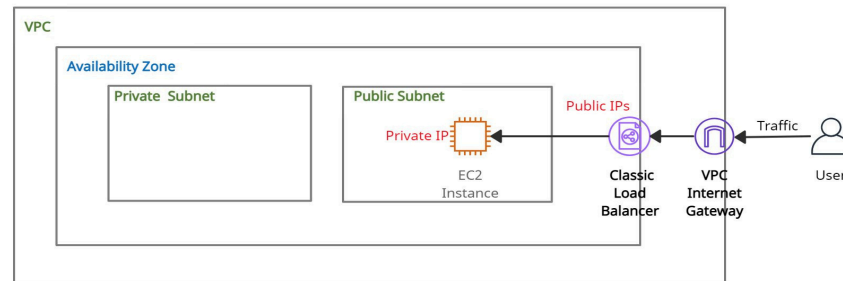 VPC
Availability Zone
Private Subnet
Public Subnet
Public IPs
Private IP
Traffic
EC2
Instance
Classic
Load
Balancer
VPC
Internet
Gateway
User